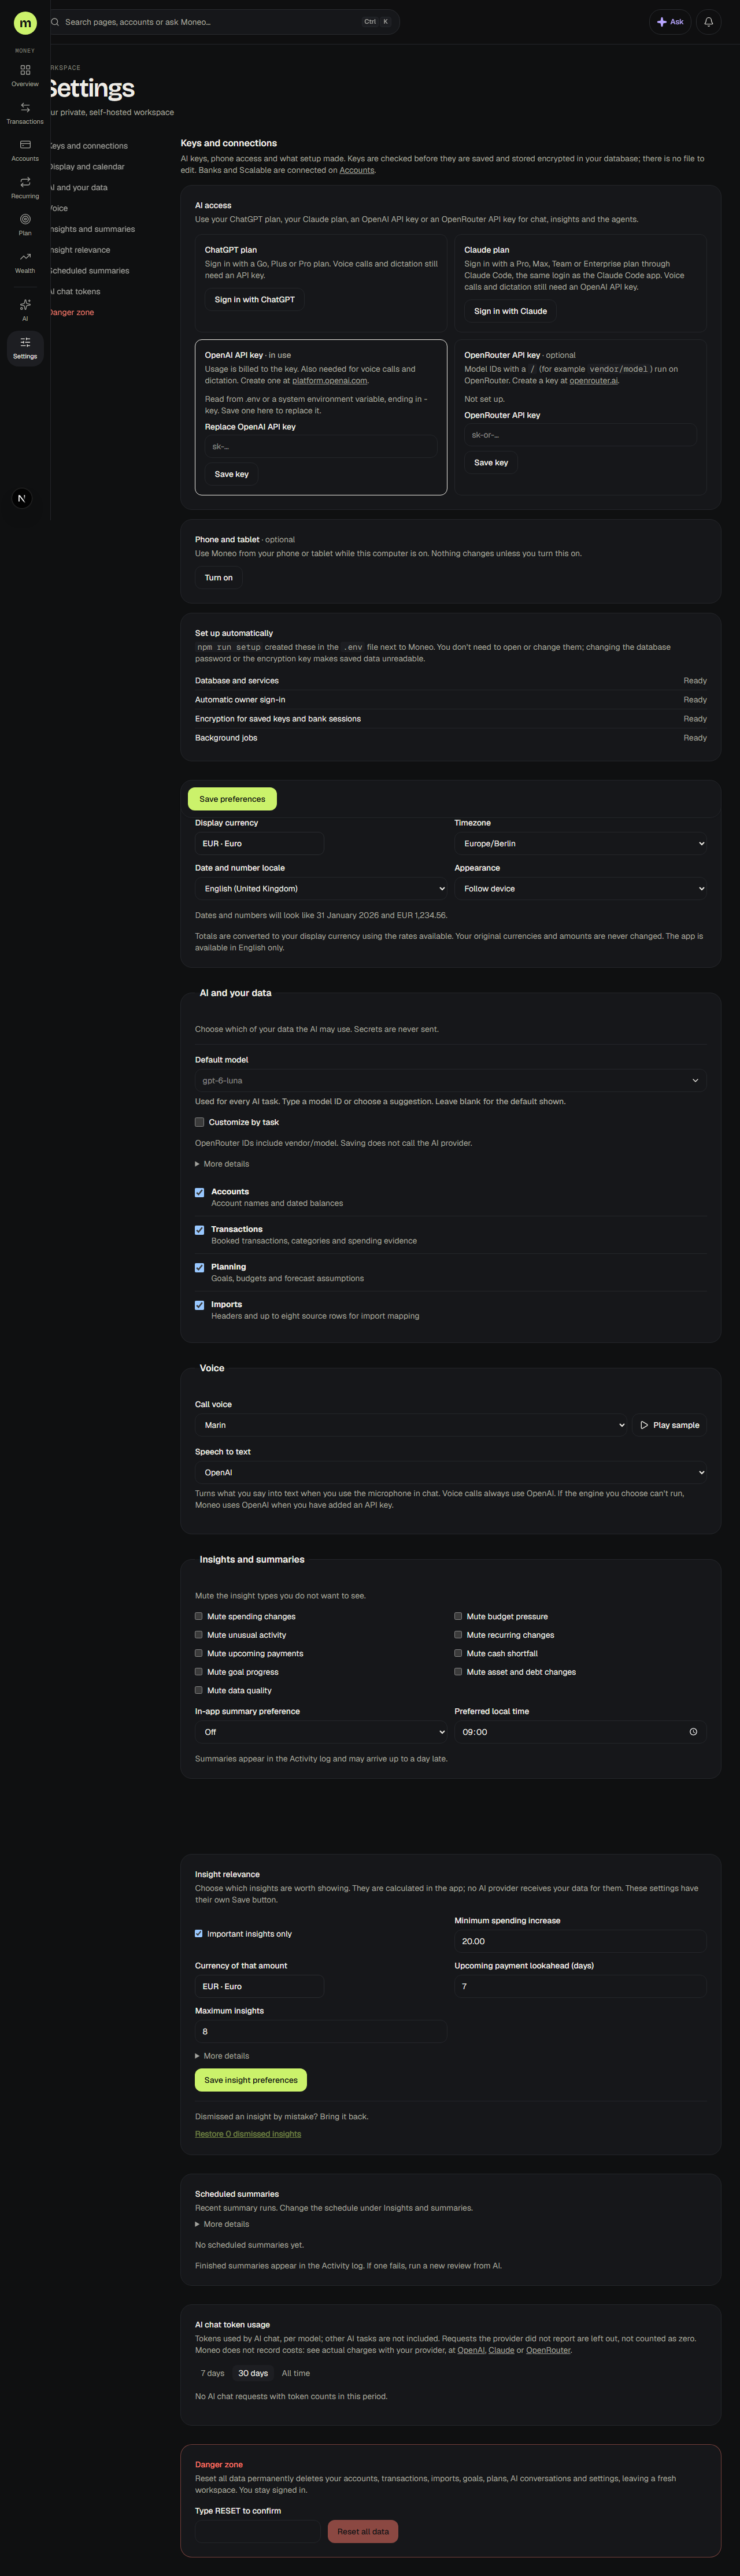 m
Search pages, accounts or ask Moneo...
Ctrl K
Ask
MONEY
Overview
Transactions
Accounts
Recurring
Plan
Wealth
AI
Settings
N
RKSPACE
Settings
ur private, self-hosted workspace
Keys and connections
Display and calendar
AI and your data
Voice
Insights and summaries
Insight relevance
Scheduled summaries
AI chat tokens
Danger zone
Keys and connections
AI keys, phone access and what setup made. Keys are checked before they are saved and stored encrypted in your database; there is no file to
edit. Banks and Scalable are connected on Accounts.
AI access
Use your ChatGPT plan, your Claude plan, an OpenAI API key or an OpenRouter API key for chat, insights and the agents.
ChatGPT plan
Sign in with a Go, Plus or Pro plan. Voice calls and dictation still
need an API key.
Sign in with ChatGPT
Claude plan
Sign in with a Pro, Max, Team or Enterprise plan through
Claude Code, the same login as the Claude Code app. Voice
calls and dictation still need an OpenAI API key.
Sign in with Claude
OpenAI API key · in use
Usage is billed to the key. Also needed for voice calls and
dictation. Create one at platform.openai.com.
Read from .env or a system environment variable, ending in -
key. Save one here to replace it.
Replace OpenAI API key
sk-...
Save key
OpenRouter API key · optional
Model IDs with a / (for example vendor/model) run on
OpenRouter. Create a key at openrouter.ai.
Not set up.
OpenRouter API key
sk-or-...
Save key
Phone and tablet · optional
Use Moneo from your phone or tablet while this computer is on. Nothing changes unless you turn this on.
Turn on
Set up automatically
npm run setup created these in the .env file next to Moneo. You don't need to open or change them; changing the database
password or the encryption key makes saved data unreadable.
Database and services Ready
Automatic owner sign-in Ready
Encryption for saved keys and bank sessions Ready
Background jobs Ready
Save preferences
Display currency
EUR · Euro
Timezone
Europe/Berlin
Date and number locale
English (United Kingdom)
Appearance
Follow device
Dates and numbers will look like 31 January 2026 and EUR 1,234.56.
Totals are converted to your display currency using the rates available. Your original currencies and amounts are never changed. The app is
available in English only.
AI and your data
Choose which of your data the AI may use. Secrets are never sent.
Default model
gpt-6-luna
Used for every AI task. Type a model ID or choose a suggestion. Leave blank for the default shown.
Customize by task
OpenRouter IDs include vendor/model. Saving does not call the AI provider.
More details
Accounts
Account names and dated balances
Transactions
Booked transactions, categories and spending evidence
Planning
Goals, budgets and forecast assumptions
Imports
Headers and up to eight source rows for import mapping
Voice
Call voice
Marin
Play sample
Speech to text
OpenAI
Turns what you say into text when you use the microphone in chat. Voice calls always use OpenAI. If the engine you choose can't run,
Moneo uses OpenAI when you have added an API key.
Insights and summaries
Mute the insight types you do not want to see.
Mute spending changes
Mute budget pressure
Mute unusual activity
Mute recurring changes
Mute upcoming payments
Mute cash shortfall
Mute goal progress
Mute asset and debt changes
Mute data quality
In-app summary preference
Off
Preferred local time
09:00
Summaries appear in the Activity log and may arrive up to a day late.
Insight relevance
Choose which insights are worth showing. They are calculated in the app; no AI provider receives your data for them. These settings have
their own Save button.
Important insights only
Minimum spending increase
20.00
Currency of that amount
EUR · Euro
Upcoming payment lookahead (days)
7
Maximum insights
8
More details
Save insight preferences
Dismissed an insight by mistake? Bring it back.
Restore 0 dismissed insights
Scheduled summaries
Recent summary runs. Change the schedule under Insights and summaries.
More details
No scheduled summaries yet.
Finished summaries appear in the Activity log. If one fails, run a new review from AI.
AI chat token usage
Tokens used by AI chat, per model; other AI tasks are not included. Requests the provider did not report are left out, not counted as zero.
Moneo does not record costs: see actual charges with your provider, at OpenAI, Claude or OpenRouter.
7 days 30 days All time
No AI chat requests with token counts in this period.
Danger zone
Reset all data permanently deletes your accounts, transactions, imports, goals, plans, AI conversations and settings, leaving a fresh
workspace. You stay signed in.
Type RESET to confirm
Reset all data